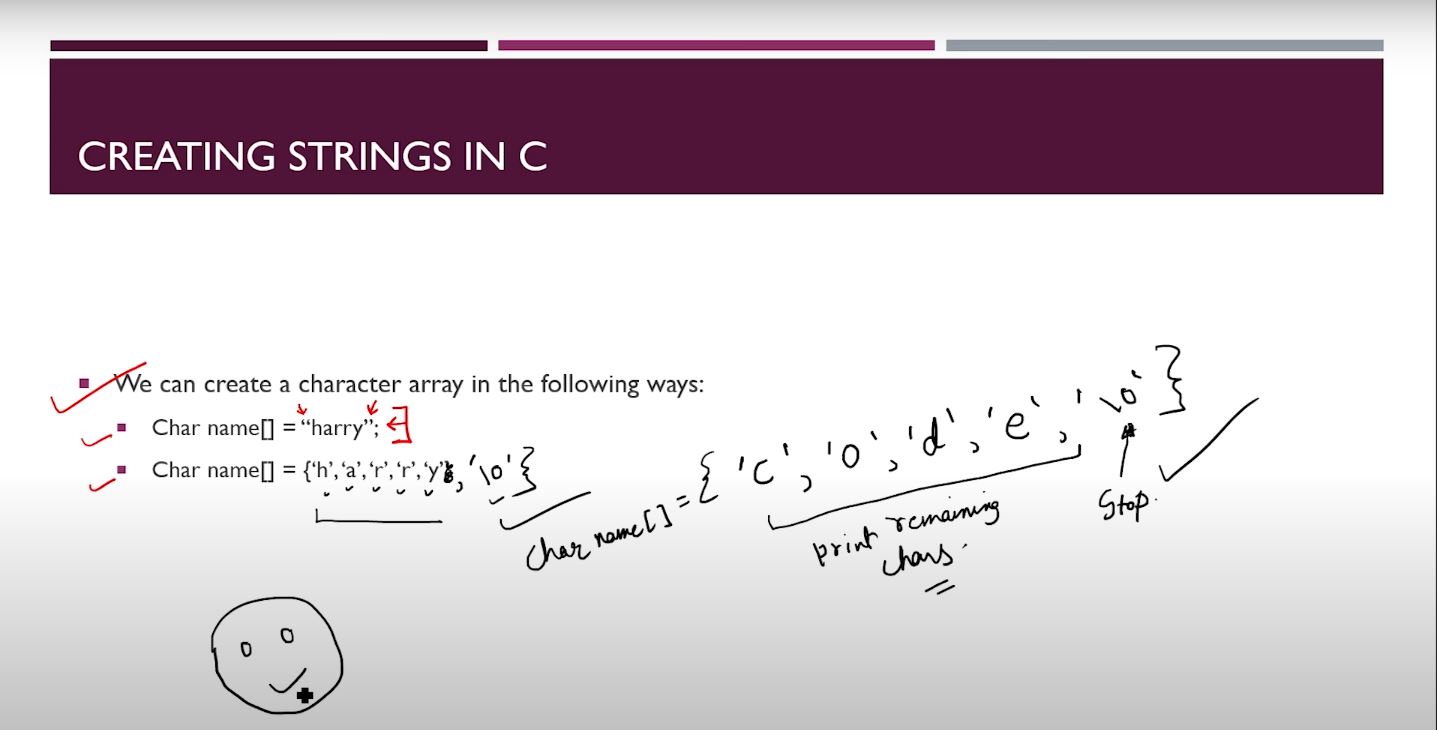 CREATING STRINGS IN C
We can create a character array in the following ways:
Char name[] = “harry”;
Char name[] = {‘h’,‘a’,‘r’,‘r’,‘y’, '\0'}
char name[] = { 'c', 'o', 'd', 'e', '\0' }
print remaining
chars.
Stop.